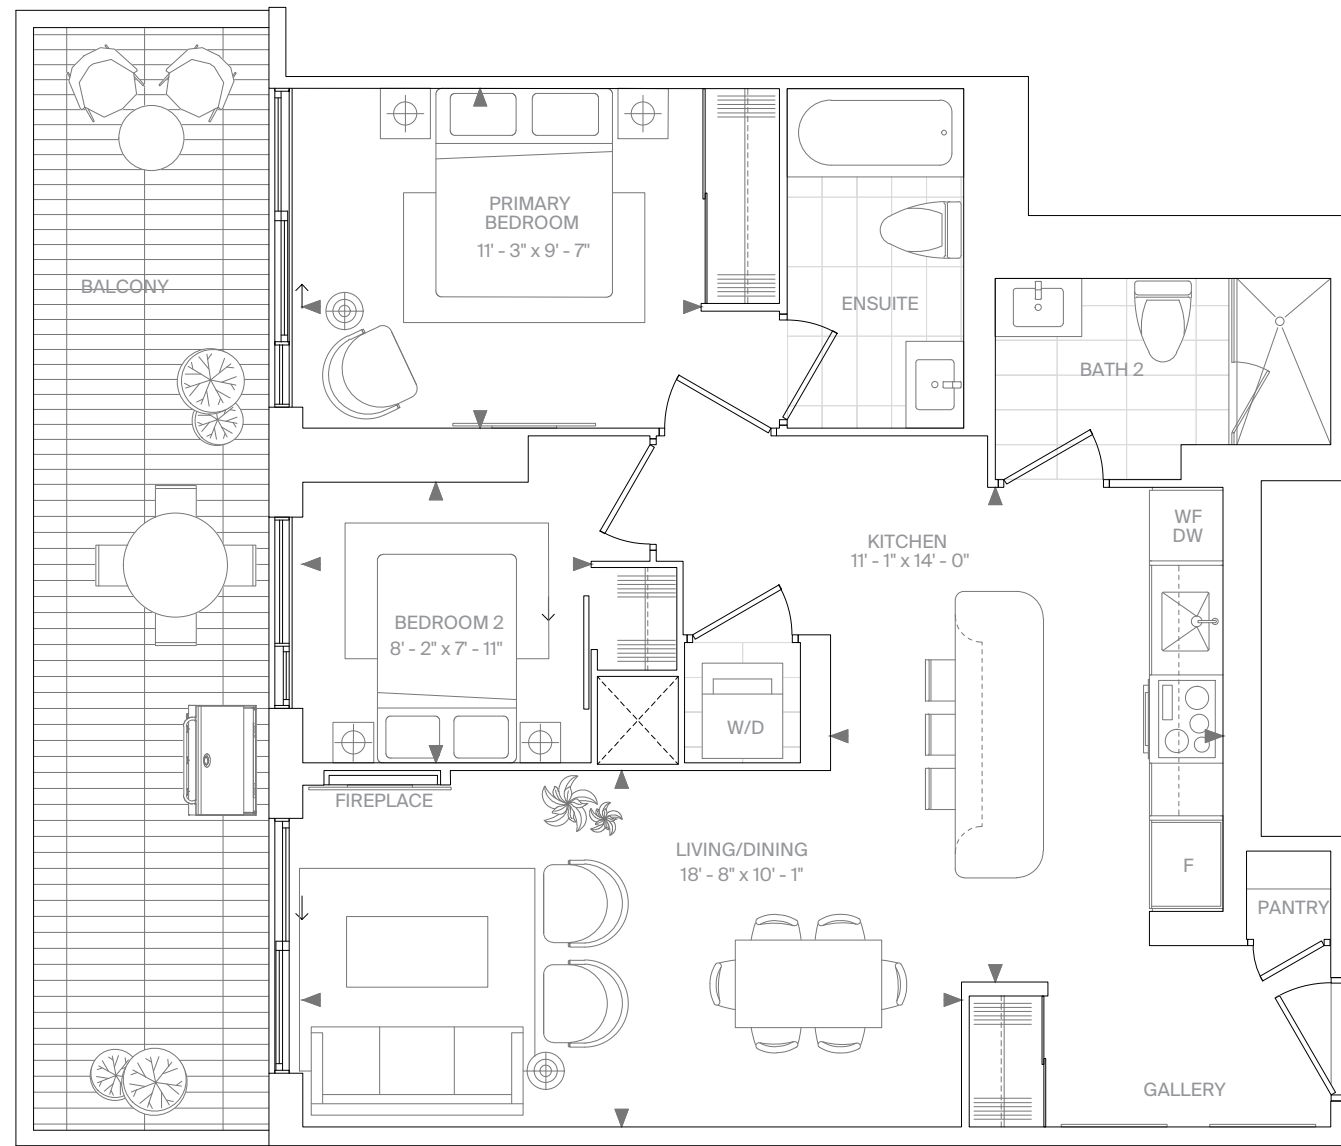 PRIMARY
BEDROOM
11' - 3" x 9' - 7"
BALCONY
ENSUITE
BATH 2
WF
DW
KITCHEN
11' - 1" x 14' - 0"
BEDROOM 2
8' - 2" x 7' - 11"
W/D
FIREPLACE
LIVING/DINING
18' - 8" x 10' - 1"
F
PANTRY
GALLERY